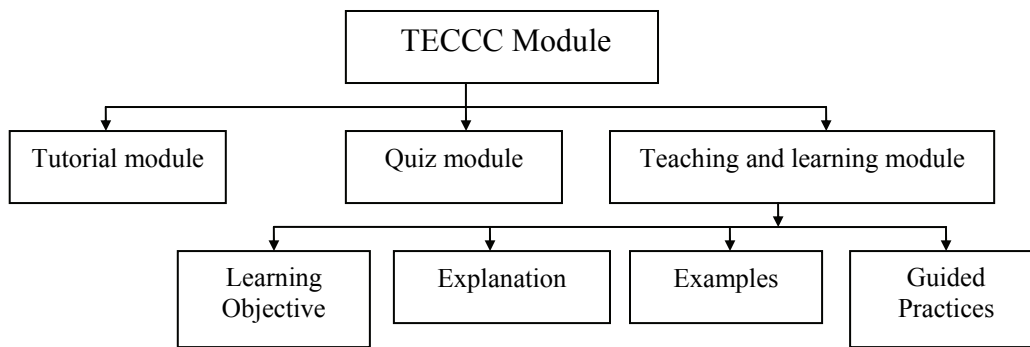 TECCC Module
Tutorial module
Quiz module
Teaching and learning module
Learning
Objective
Explanation
Examples
Guided
Practices